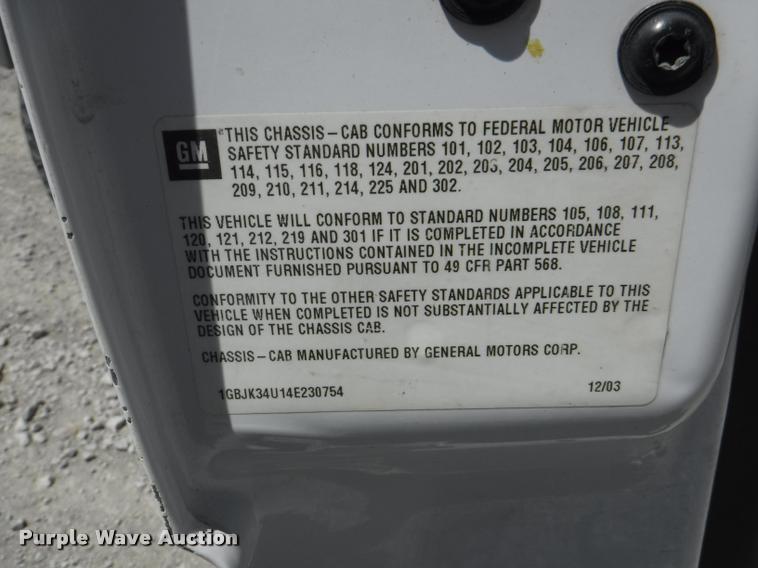 GM
THIS CHASSIS-CAB CONFORMS TO FEDERAL MOTOR VEHICLE
SAFETY STANDARD NUMBERS 101, 102, 103, 104, 106, 107, 113,
114, 115, 116, 118, 124, 201, 202, 203, 204, 205, 206, 207, 208,
209, 210, 211, 214, 225 AND 302.
THIS VEHICLE WILL CONFORM TO STANDARD NUMBERS 105, 108, 111,
120, 121, 212, 219 AND 301 IF IT IS COMPLETED IN ACCORDANCE
WITH THE INSTRUCTIONS CONTAINED IN THE INCOMPLETE VEHICLE
DOCUMENT FURNISHED PURSUANT TO 49 CFR PART 568.
CONFORMITY TO THE OTHER SAFETY STANDARDS APPLICABLE TO THIS
VEHICLE WHEN COMPLETED IS NOT SUBSTANTIALLY AFFECTED BY THE
DESIGN OF THE CHASSIS CAB.
CHASSIS-CAB MANUFACTURED BY GENERAL MOTORS CORP.
1GBJK34U14E230754 12/03
Purple Wave Auction